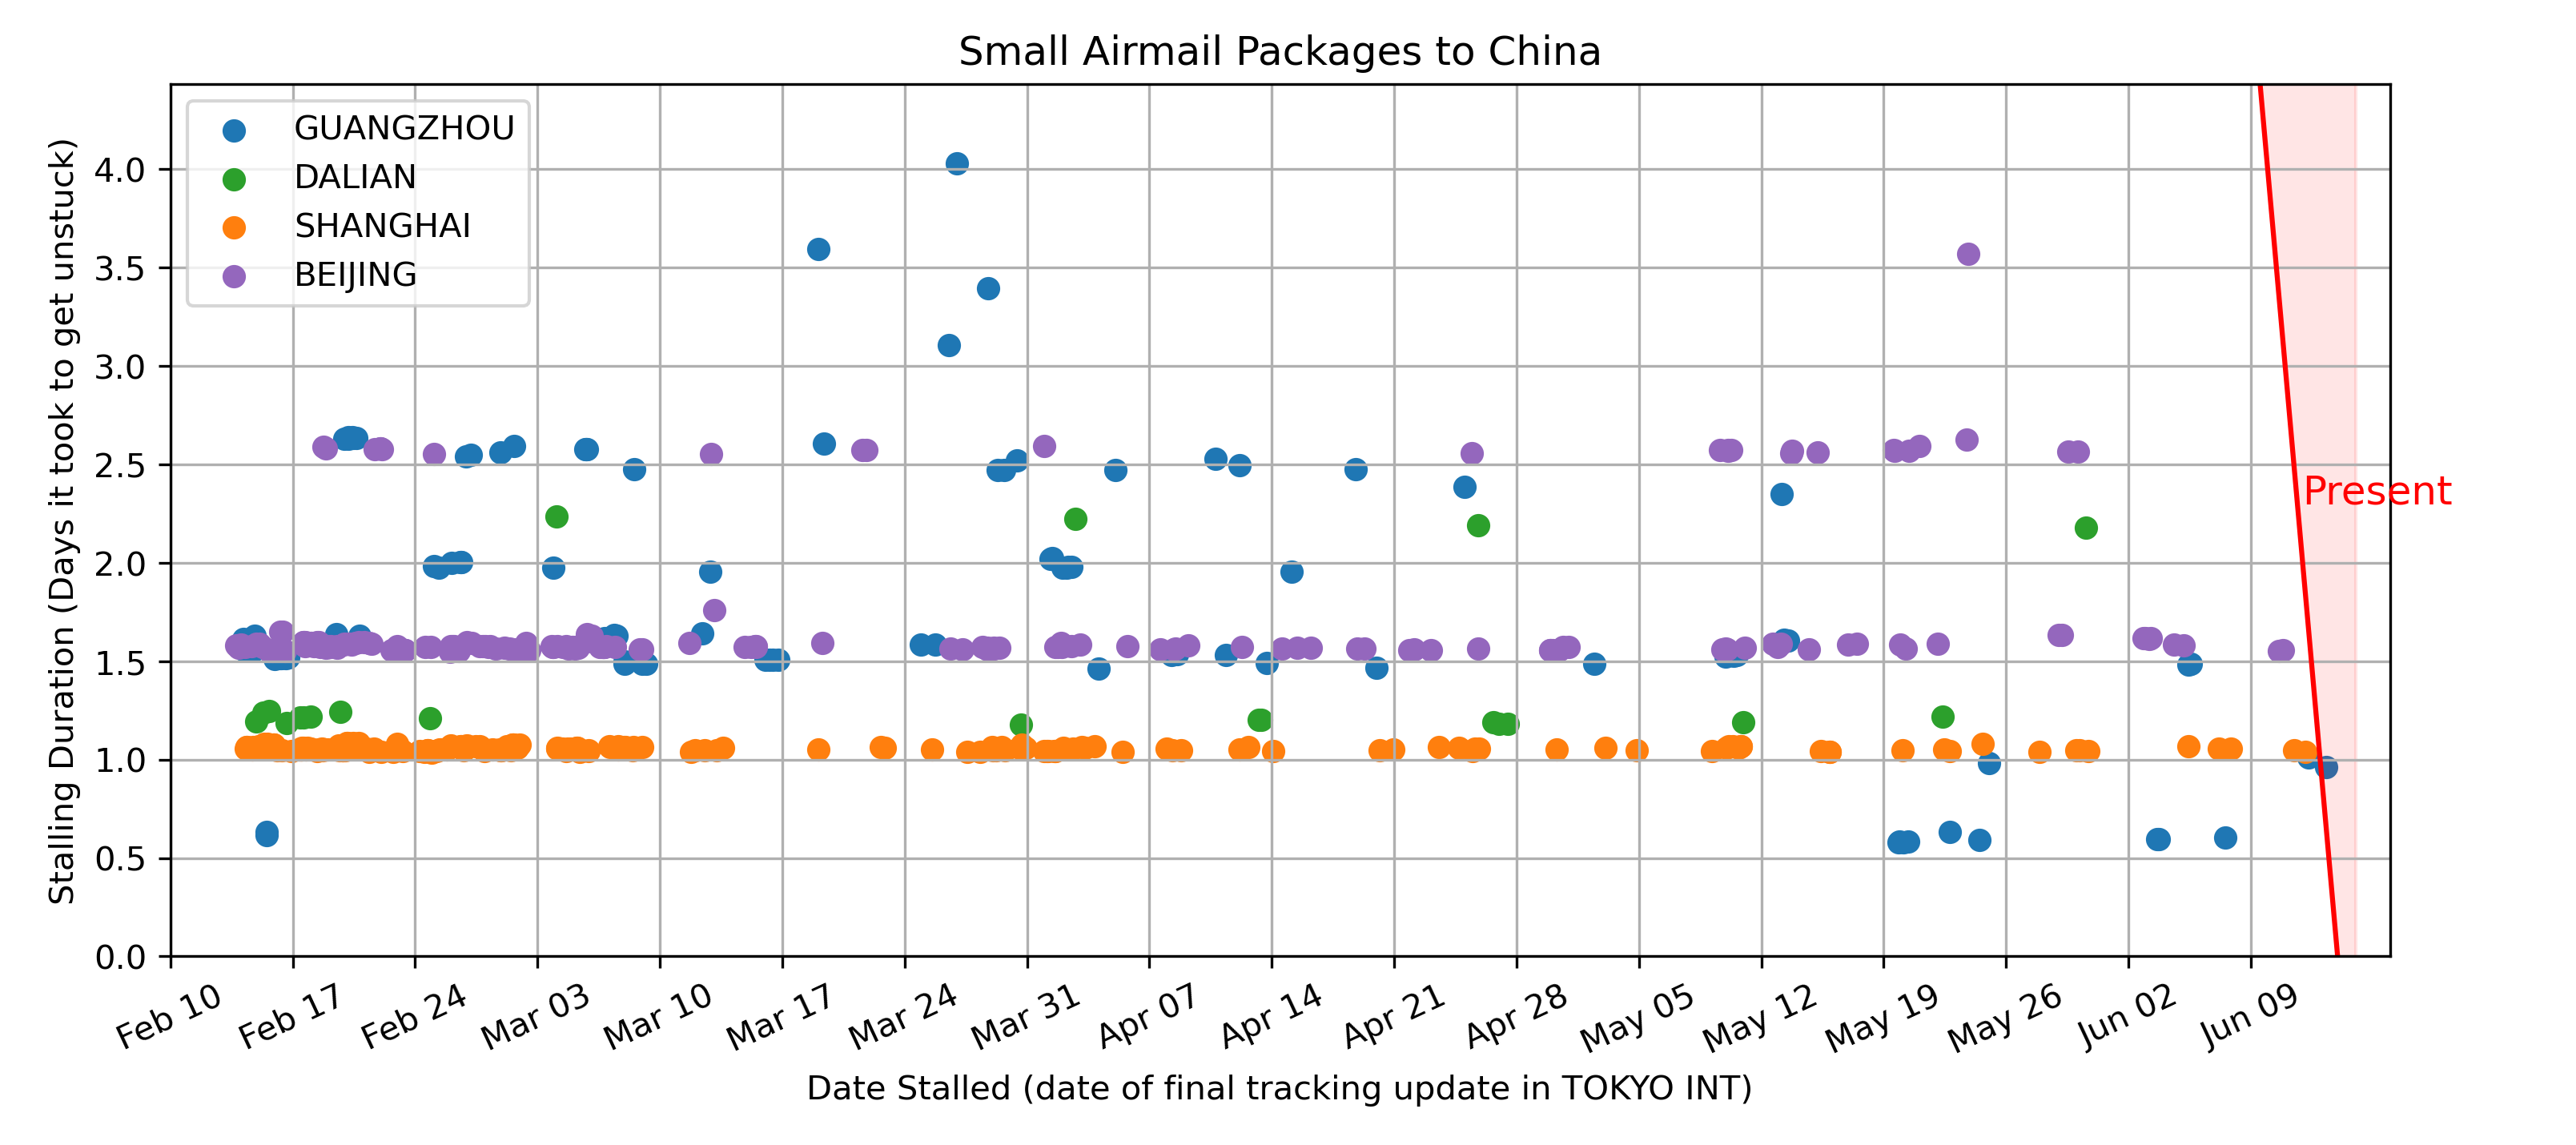 Small Airmail Packages to China
GUANGZHOU
DALIAN
SHANGHAI
BEIJING
Stalling Duration (Days it took to get unstuck)
4.0
3.5
3.0
2.5
2.0
1.5
1.0
0.5
0.0
Present
Feb 10
Feb 17
Feb 24
Mar 03
Mar 10
Mar 17
Mar 24
Mar 31
Apr 07
Apr 14
Apr 21
Apr 28
May 05
May 12
May 19
May 26
Jun 02
Jun 09
Date Stalled (date of final tracking update in TOKYO INT)